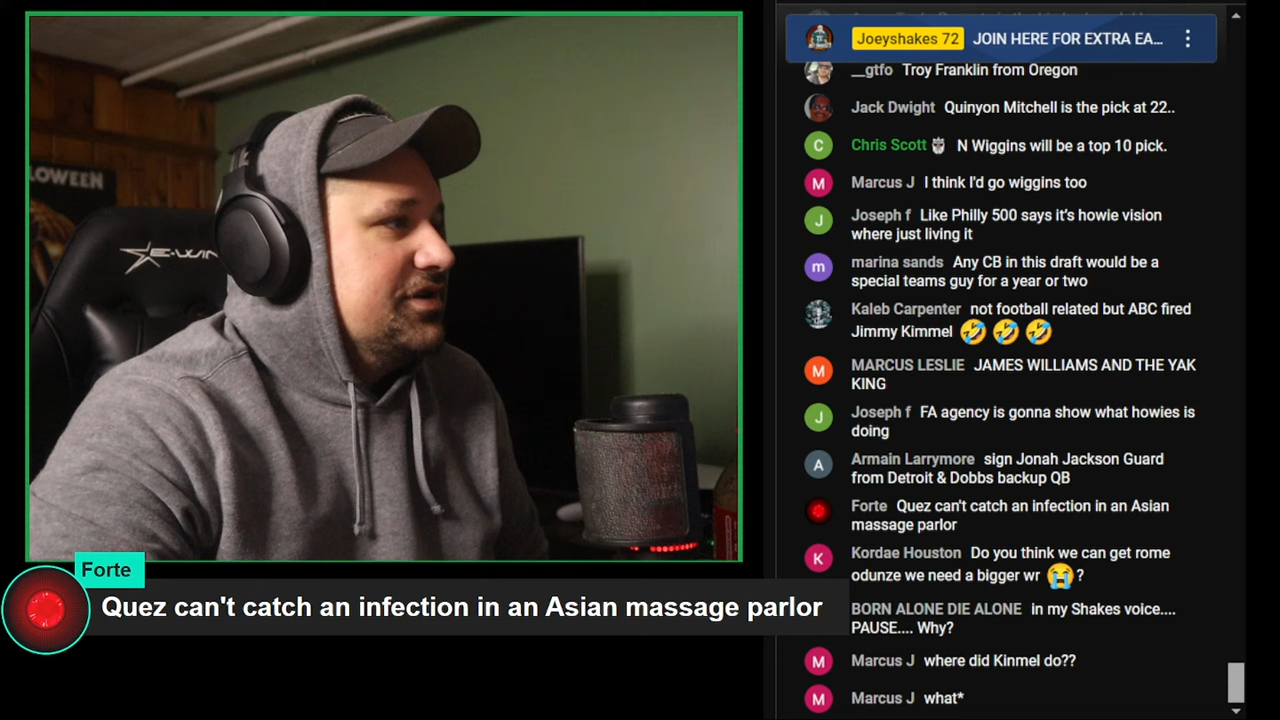 LOWEEN
E-WIN
Forte
Quez can't catch an infection in an Asian massage parlor
Joeyshakes 72 JOIN HERE FOR EXTRA EA...
__gtfo Troy Franklin from Oregon
Jack Dwight Quinyon Mitchell is the pick at 22..
C Chris Scott N Wiggins will be a top 10 pick.
M Marcus J I think I'd go wiggins too
J Joseph f Like Philly 500 says it's howie vision
where just living it
m marina sands Any CB in this draft would be a
special teams guy for a year or two
Kaleb Carpenter not football related but ABC fired
Jimmy Kimmel 🤣 🤣 🤣
M MARCUS LESLIE JAMES WILLIAMS AND THE YAK
KING
J Joseph f FA agency is gonna show what howies is
doing
A Armain Larrymore sign Jonah Jackson Guard
from Detroit & Dobbs backup QB
Forte Quez can't catch an infection in an Asian
massage parlor
K Kordae Houston Do you think we can get rome
odunze we need a bigger wr 😭 ?
BORN ALONE DIE ALONE in my Shakes voice....
PAUSE.... Why?
M Marcus J where did Kinmel do??
M Marcus J what*